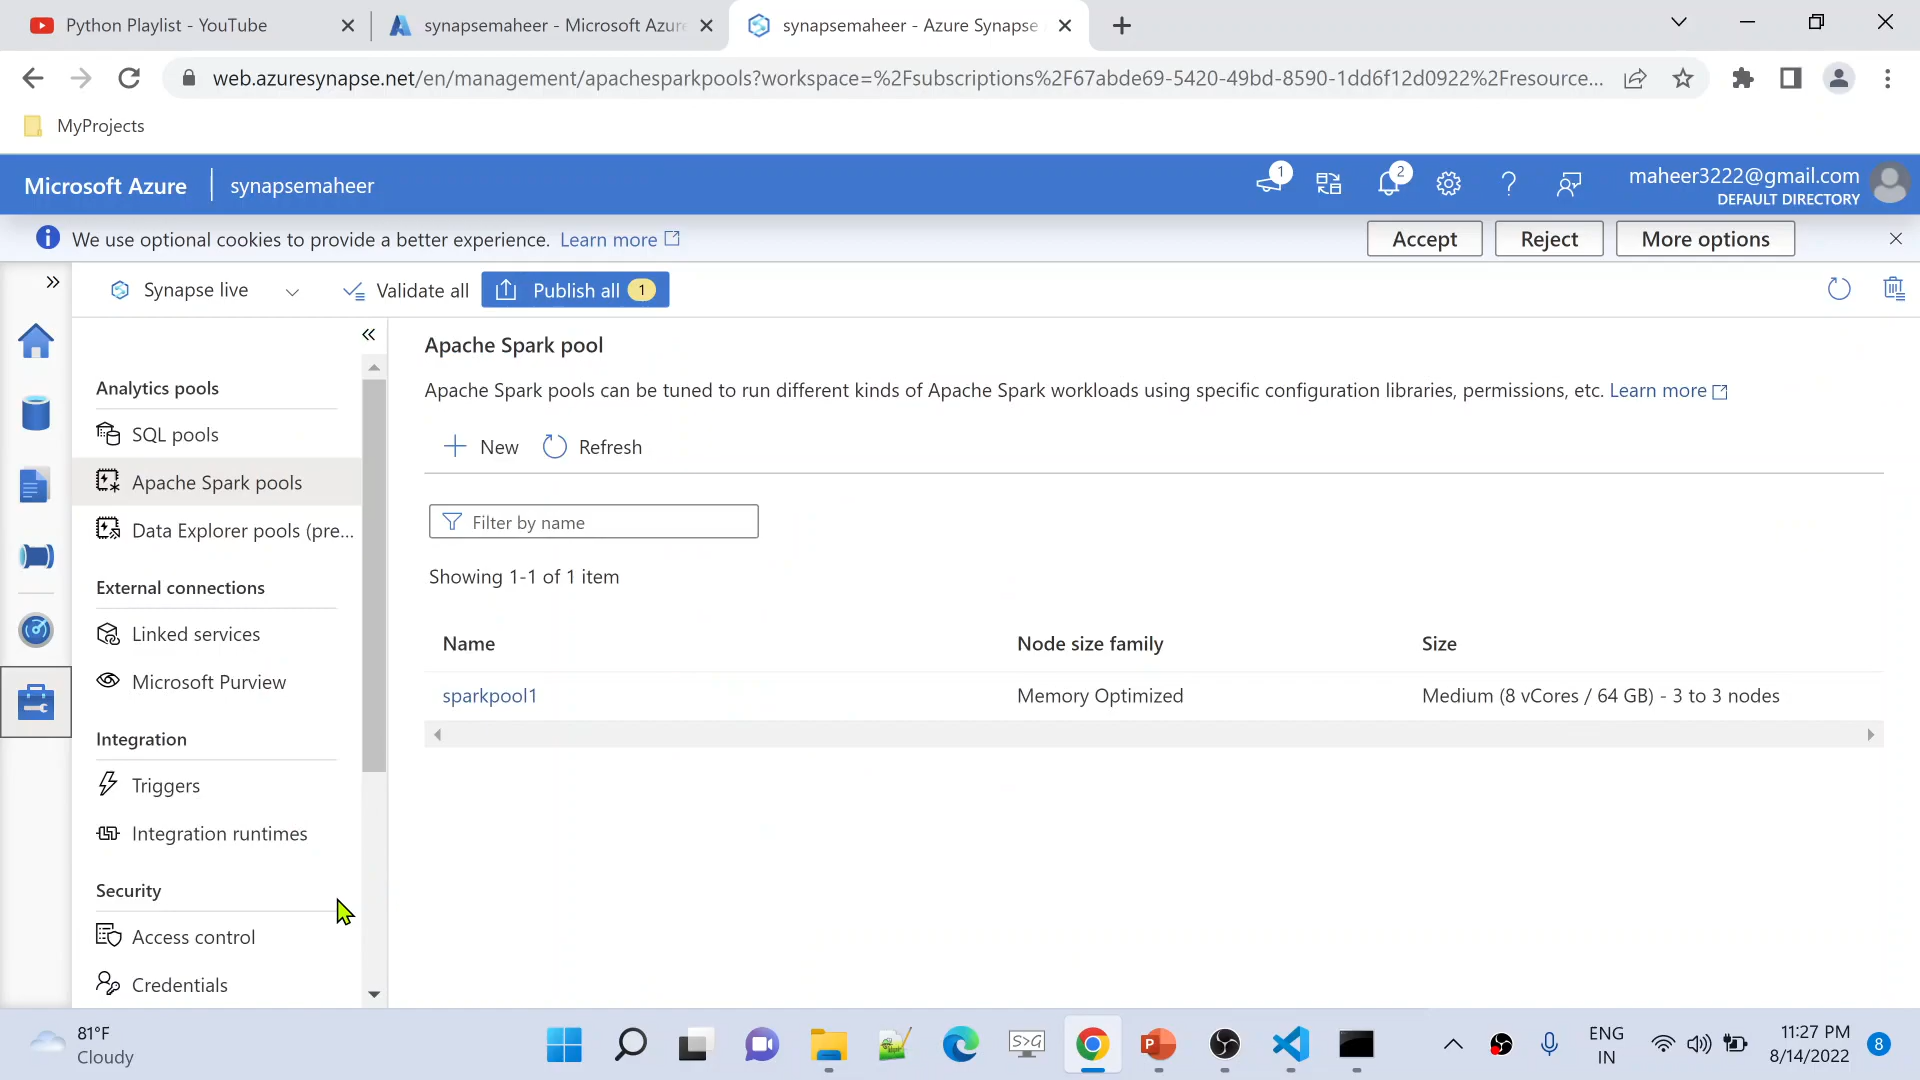 Python Playlist - YouTube
synapsemaheer - Microsoft Azure
synapsemaheer - Azure Synapse
web.azuresynapse.net/en/management/apachesparkpools?workspace=%2Fsubscriptions%2F67abde69-5420-49bd-8590-1dd6f12d0922%2Fresource...
MyProjects
Microsoft Azure
synapsemaheer
1
2
maheer3222@gmail.com
DEFAULT DIRECTORY
We use optional cookies to provide a better experience. Learn more
Accept
Reject
More options
Synapse live
Validate all
Publish all 1
Analytics pools
SQL pools
Apache Spark pools
Data Explorer pools (pre...
External connections
Linked services
Microsoft Purview
Integration
Triggers
Integration runtimes
Security
Access control
Credentials
Apache Spark pool
Apache Spark pools can be tuned to run different kinds of Apache Spark workloads using specific configuration libraries, permissions, etc. Learn more
New
Refresh
Filter by name
Showing 1-1 of 1 item
Name Node size family Size
sparkpool1 Memory Optimized Medium (8 vCores / 64 GB) - 3 to 3 nodes
81°F
Cloudy
S>G
P
ENG
IN
11:27 PM
8/14/2022
8